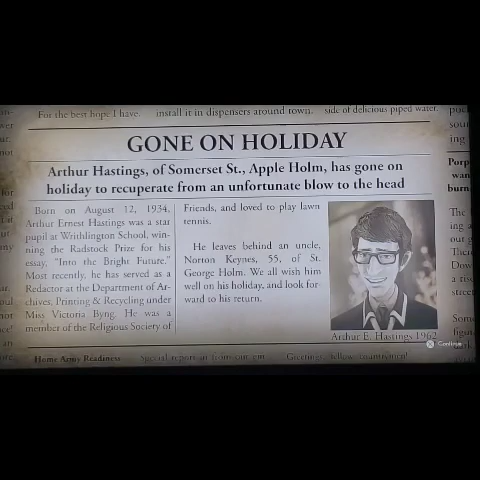 For the best hope I have. install it in dispensers around town. side of delicious piped water.
GONE ON HOLIDAY
Arthur Hastings, of Somerset St., Apple Holm, has gone on
holiday to recuperate from an unfortunate blow to the head
Born on August 12, 1934,
Arthur Ernest Hastings was a star
pupil at Writhlington School, win-
ning the Radstock Prize for his
essay, "Into the Bright Future."
Most recently, he has served as a
Redactor at the Department of Ar-
chives, Printing & Recycling under
Miss Victoria Byng. He was a
member of the Religious Society of
Friends, and loved to play lawn
tennis.
He leaves behind an uncle,
Norton Keynes, 55, of St.
George Holm. We all wish him
well on his holiday, and look for-
ward to his return.
Arthur E. Hastings 1962
Continue
Home Army Readiness Special report in from our